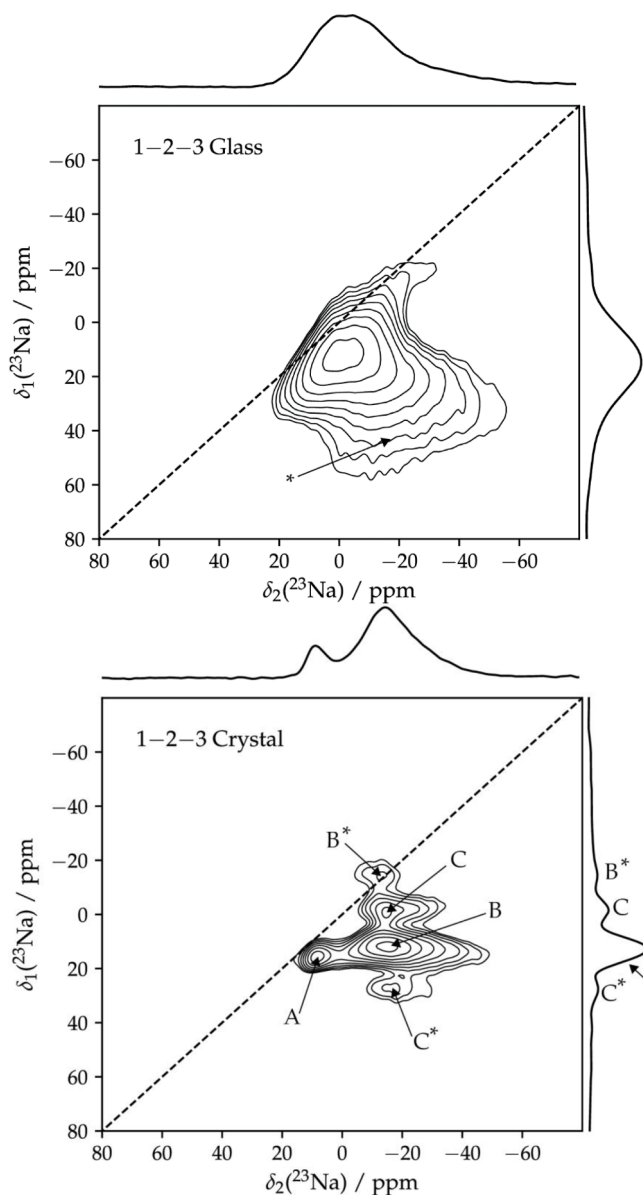 1−2−3 Glass
−60
−40
−20
0
20
40
60
80
δ₁(²³Na) / ppm
*
80 60 40 20 0 −20 −40 −60
δ₂(²³Na) / ppm
1−2−3 Crystal
−60
−40
−20
0
20
40
60
80
δ₁(²³Na) / ppm
B*
C
B
A
C*
B*
C
C*
80 60 40 20 0 −20 −40 −60
δ₂(²³Na) / ppm